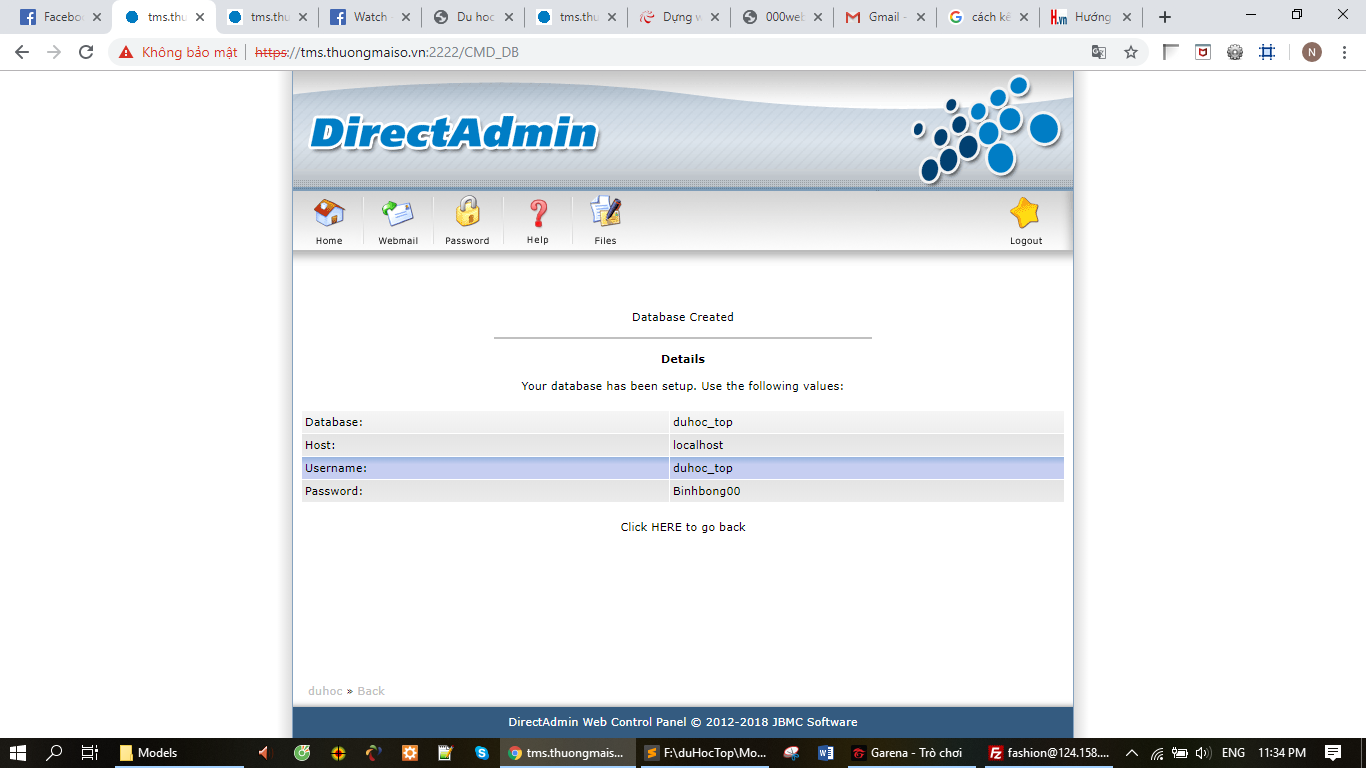 Facebo
tms.thu
tms.thu
Watch
Du hoc
tms.thu
Dựng v
000web
Gmail -
cách kế
Hướng
Không bảo mật
https://tms.thuongmaiso.vn:2222/CMD_DB
N
DirectAdmin
Home
Webmail
Password
Help
Files
Logout
Database Created
Details
Your database has been setup. Use the following values:
Database: duhoc_top
Host: localhost
Username: duhoc_top
Password: Binhbong00
Click HERE to go back
duhoc » Back
DirectAdmin Web Control Panel © 2012-2018 JBMC Software
Models
tms.thuongmais...
F:\duHocTop\Mo...
Garena - Trò chơi
fashion@124.158....
ENG
11:34 PM